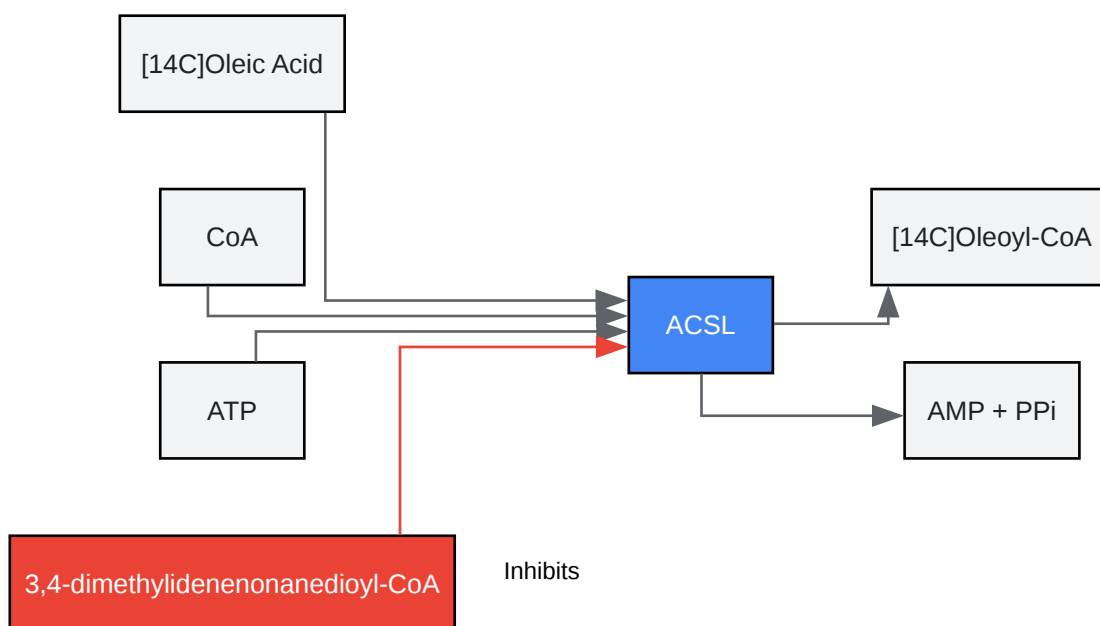 [14C]Oleic Acid
CoA
[14C]Oleoyl-CoA
ACSL
ATP
AMP + PPi
3,4-dimethylidenenonanedioyl-CoA
Inhibits